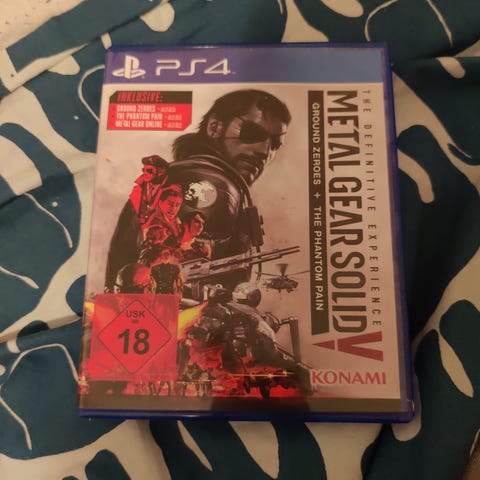 PS4
INKLUSIVE:
GROUND ZEROES
THE PHANTOM PAIN
METAL GEAR ONLINE
THE DEFINITIVE EXPERIENCE
METAL GEAR SOLID V
GROUND ZEROES + THE PHANTOM PAIN
USK
ab
18
KONAMI